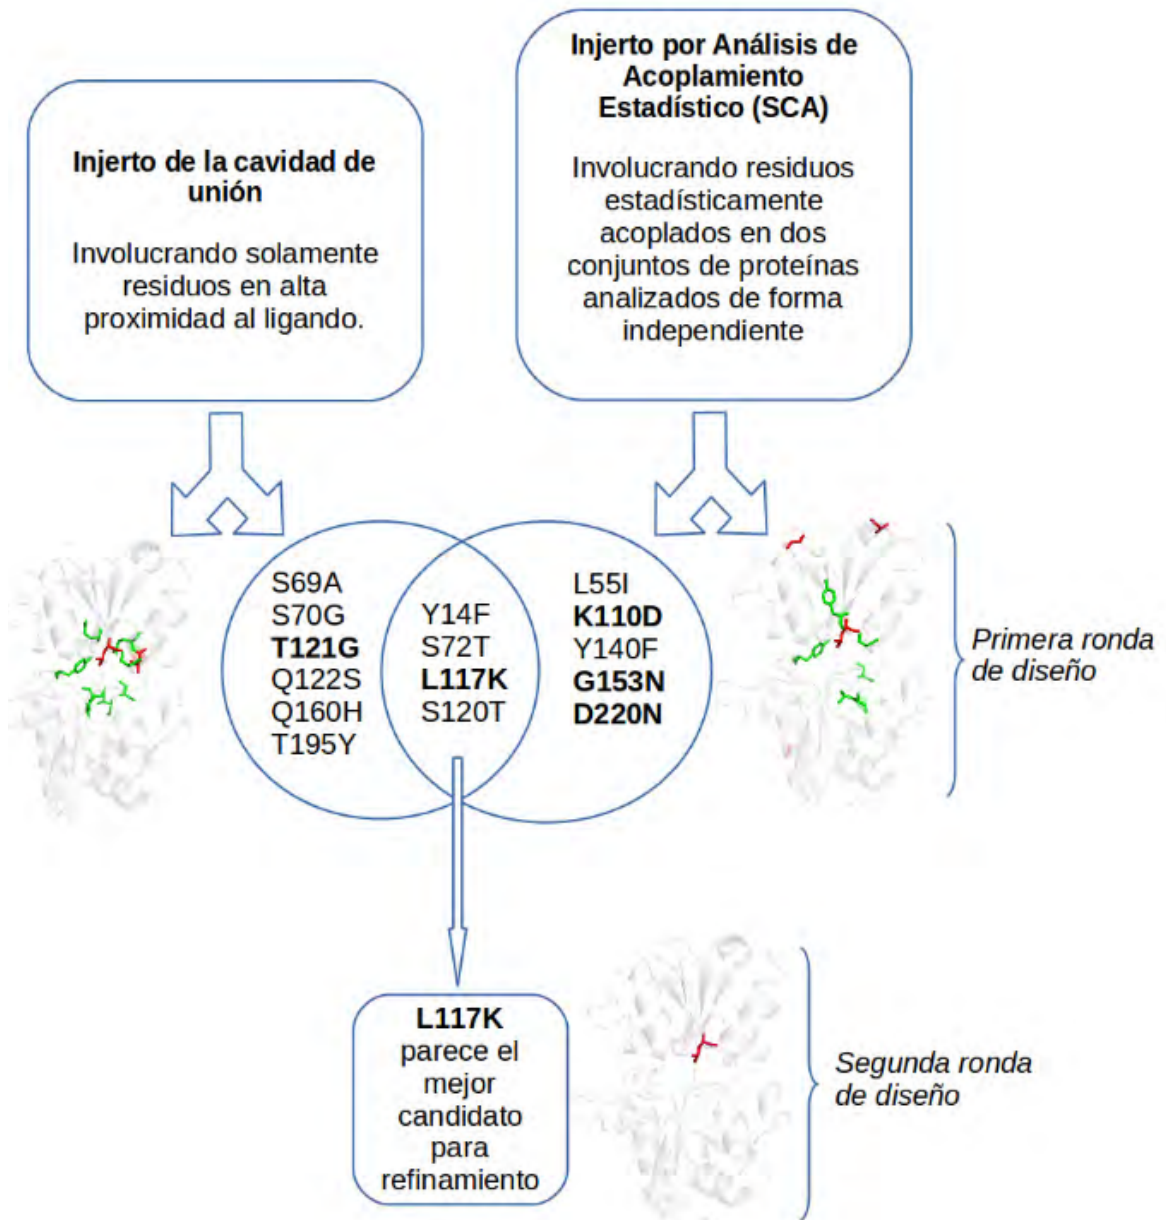 Injerto de la cavidad de
unión
Involucrando solamente
residuos en alta
proximidad al ligando.
Injerto por Análisis de
Acoplamiento
Estadístico (SCA)
Involucrando residuos
estadísticamente
acoplados en dos
conjuntos de proteínas
analizados de forma
independiente
S69A
S70G
T121G
Q122S
Q160H
T195Y
Y14F
S72T
L117K
S120T
L55I
K110D
Y140F
G153N
D220N
Primera ronda
de diseño
L117K
parece el
mejor
candidato
para
refinamiento
Segunda ronda
de diseño